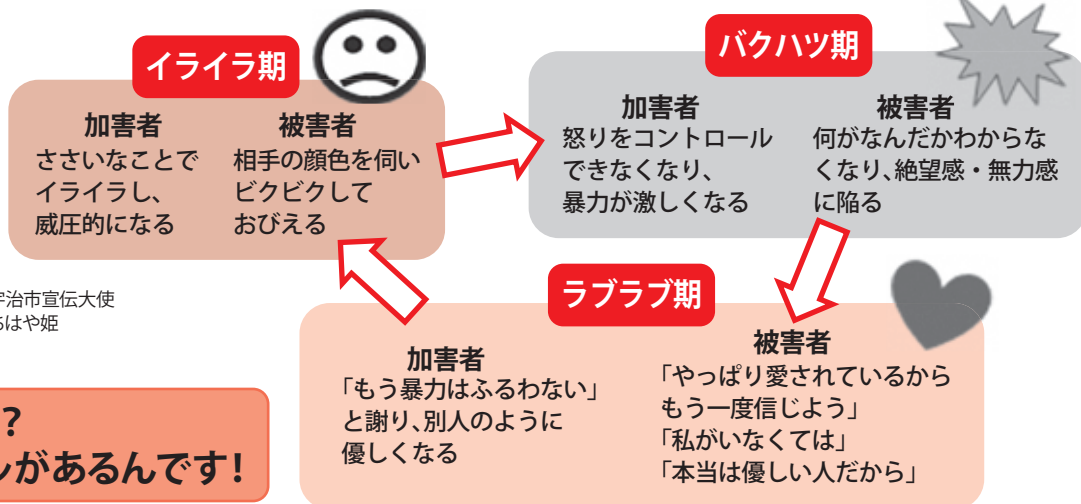 イライラ期
加害者
ささいなことで
イライラし、
威圧的になる
被害者
相手の顔色を伺い
ビクビクして
おびえる
バクハツ期
加害者
怒りをコントロール
できなくなり、
暴力が激しくなる
被害者
何がなんだかわからな
くなり、絶望感・無力感
に陥る
ラブラブ期
加害者
「もう暴力はふるわない」
と謝り、別人のように
優しくなる
被害者
「やっぱり愛されているから
もう一度信じよう」
「私がいなくては」
「本当は優しい人だから」
治市宣伝大使
はや姫
?
があるんです!